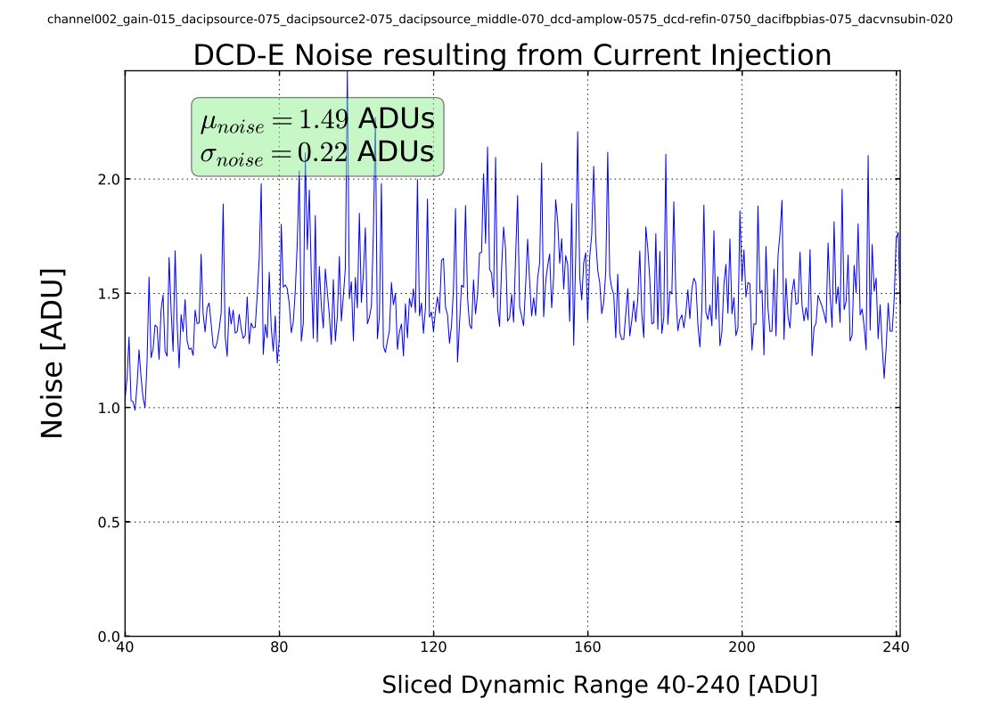 channel002_gain-015_dacipsource-075_dacipsource2-075_dacipsource_middle-070_dcd-amplow-0575_dcd-refin-0750_dacifbpbias-075_dacvnsubin-020
DCD-E Noise resulting from Current Injection
μnoise = 1.49 ADUs
σnoise = 0.22 ADUs
2.0
1.5
1.0
0.5
0.0
Noise [ADU]
40 80 120 160 200 240
Sliced Dynamic Range 40-240 [ADU]